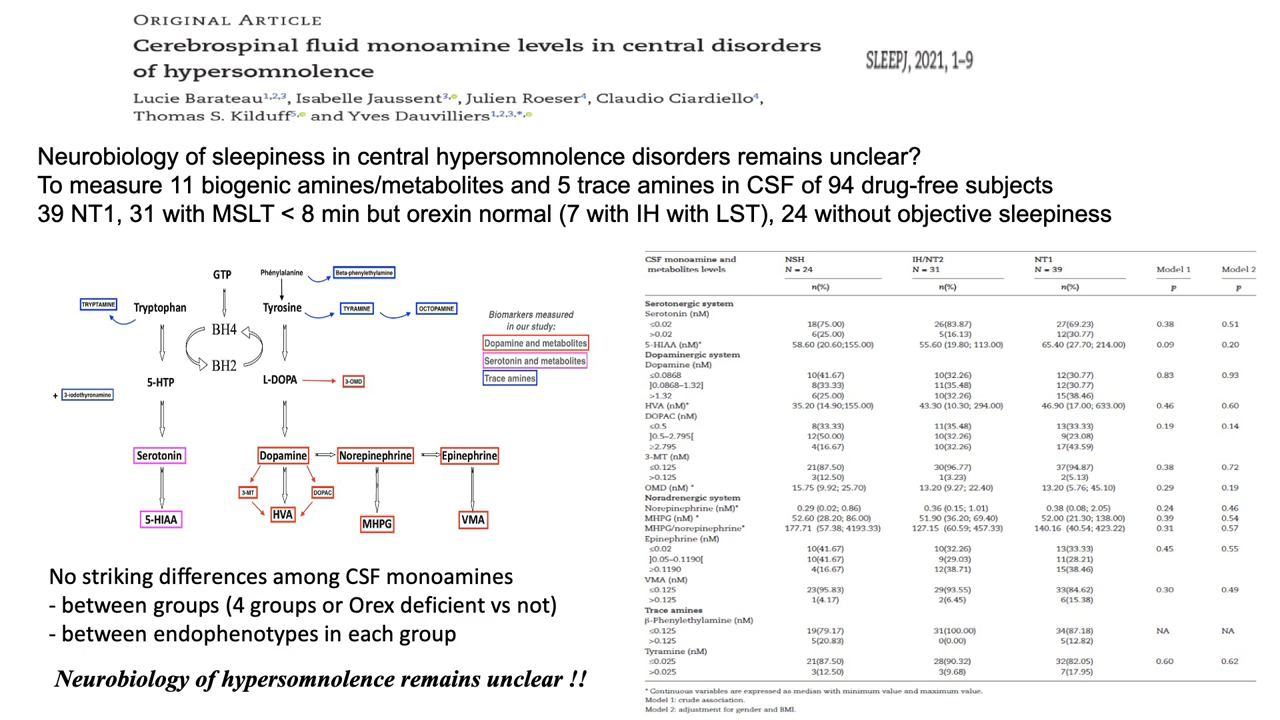 ORIGINAL ARTICLE
Cerebrospinal fluid monoamine levels in central disorders
of hypersomnolence
SLEEPJ, 2021, 1–9
Lucie Barateau1,2,3, Isabelle Jaussent3, Julien Roeser4, Claudio Ciardiello4,
Thomas S. Kilduff5, and Yves Dauvilliers1,2,3,*,
Neurobiology of sleepiness in central hypersomnolence disorders remains unclear?
To measure 11 biogenic amines/metabolites and 5 trace amines in CSF of 94 drug-free subjects
39 NT1, 31 with MSLT < 8 min but orexin normal (7 with IH with LST), 24 without objective sleepiness
GTP
Phénylalanine
Beta-phenylethylamine
TRYPTAMINE
Tryptophan
Tyrosine
TYRAMINE
OCTOPAMINE
BH4
BH2
Biomarkers measured
in our study:
Dopamine and metabolites
Serotonin and metabolites
Trace amines
5-HTP
L-DOPA
3-OMD
+ 3-iodothyronamine
Serotonin
Dopamine
Norepinephrine
Epinephrine
3-MT
DOPAC
5-HIAA
HVA
MHPG
VMA
No striking differences among CSF monoamines
- between groups (4 groups or Orex deficient vs not)
- between endophenotypes in each group
Neurobiology of hypersomnolence remains unclear !!
CSF monoamine and metabolites levels NSH N = 24 IH/NT2 N = 31 NT1 N = 39 Model 1 Model 2
n(%) n(%) n(%) p p
Serotonergic system
Serotonin (nM)
≤0.02 18(75.00) 26(83.87) 27(69.23) 0.38 0.51
>0.02 6(25.00) 5(16.13) 12(30.77)
5-HIAA (nM)* 58.60 (20.60;155.00) 55.60 (19.80; 113.00) 65.40 (27.70; 214.00) 0.09 0.20
Dopaminergic system
Dopamine (nM)
≤0.0868 10(41.67) 10(32.26) 12(30.77) 0.83 0.93
]0.0868–1.32] 8(33.33) 11(35.48) 12(30.77)
>1.32 6(25.00) 10(32.26) 15(38.46)
HVA (nM)* 35.20 (14.90;155.00) 43.30 (10.30; 294.00) 46.90 (17.00; 633.00) 0.46 0.60
DOPAC (nM)
≤0.5 8(33.33) 11(35.48) 13(33.33) 0.19 0.14
]0.5–2.795[ 12(50.00) 10(32.26) 9(23.08)
≥2.795 4(16.67) 10(32.26) 17(43.59)
3-MT (nM)
≤0.125 21(87.50) 30(96.77) 37(94.87) 0.38 0.72
>0.125 3(12.50) 1(3.23) 2(5.13)
OMD (nM) * 15.75 (9.92; 25.70) 13.20 (9.27; 22.40) 13.20 (5.76; 45.10) 0.29 0.19
Noradrenergic system
Norepinephrine (nM)* 0.29 (0.02; 0.86) 0.36 (0.15; 1.01) 0.38 (0.08; 2.05) 0.24 0.46
MHPG (nM) * 52.60 (28.20; 86.00) 51.90 (36.20; 69.40) 52.00 (21.30; 138.00) 0.39 0.54
MHPG/norepinephrine* 177.71 (57.38; 4193.33) 127.15 (60.59; 457.33) 140.16 (40.54; 423.22) 0.31 0.57
Epinephrine (nM)
≤0.02 10(41.67) 10(32.26) 13(33.33) 0.45 0.55
]0.05–0.1190[ 10(41.67) 9(29.03) 11(28.21)
≥0.1190 4(16.67) 12(38.71) 15(38.46)
VMA (nM)
≤0.125 23(95.83) 29(93.55) 33(84.62) 0.30 0.49
>0.125 1(4.17) 2(6.45) 6(15.38)
Trace amines
β-Phenylethylamine (nM)
≤0.125 19(79.17) 31(100.00) 34(87.18) NA NA
>0.125 5(20.83) 0(0.00) 5(12.82)
Tyramine (nM)
≤0.025 21(87.50) 28(90.32) 32(82.05) 0.60 0.62
>0.025 3(12.50) 3(9.68) 7(17.95)
* Continuous variables are expressed as median with minimum value and maximum value.
Model 1: crude association.
Model 2: adjustment for gender and BMI.